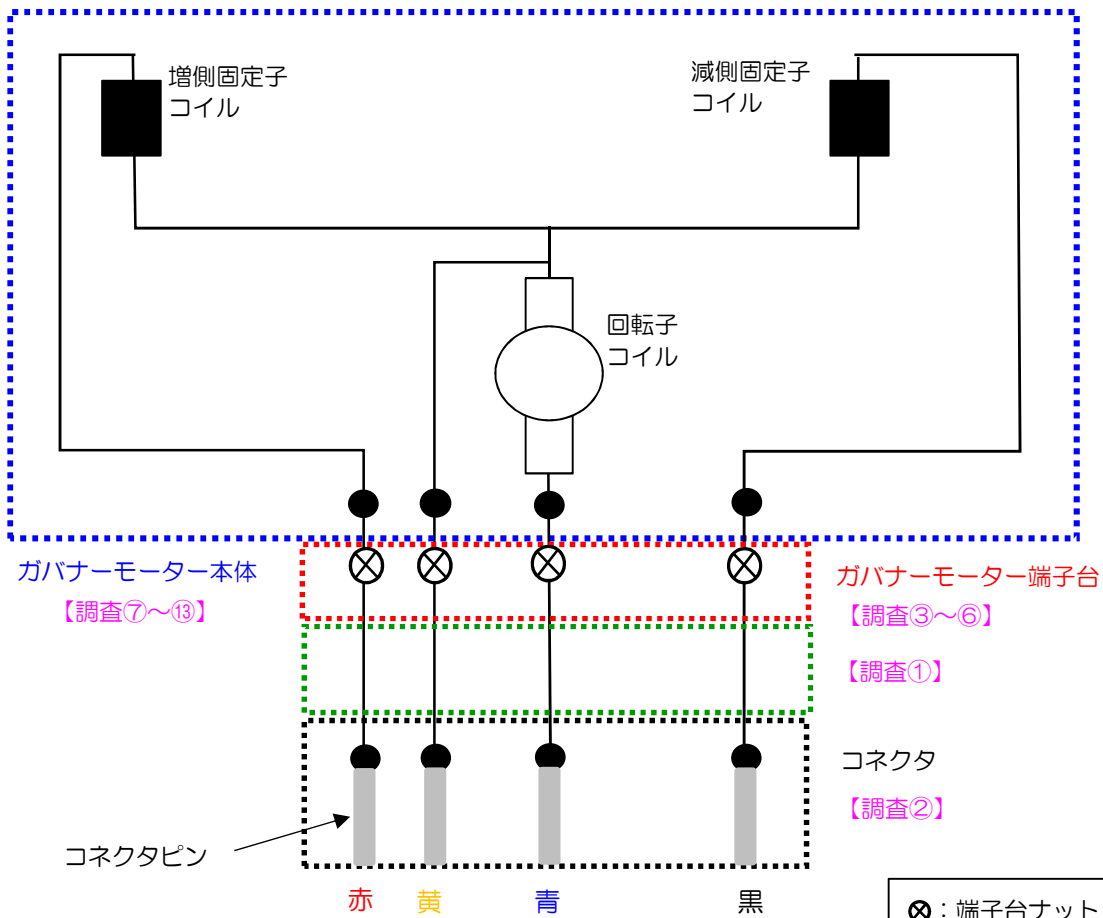 増側固定子
コイル
減側固定子
コイル
回転子
コイル
ガバナーモーター本体
【調査⑦～⑬】
ガバナーモーター端子台
【調査③～⑥】
【調査①】
コネクタ
【調査②】
コネクタピン
赤
黄
青
黒
⊗：端子台ナット